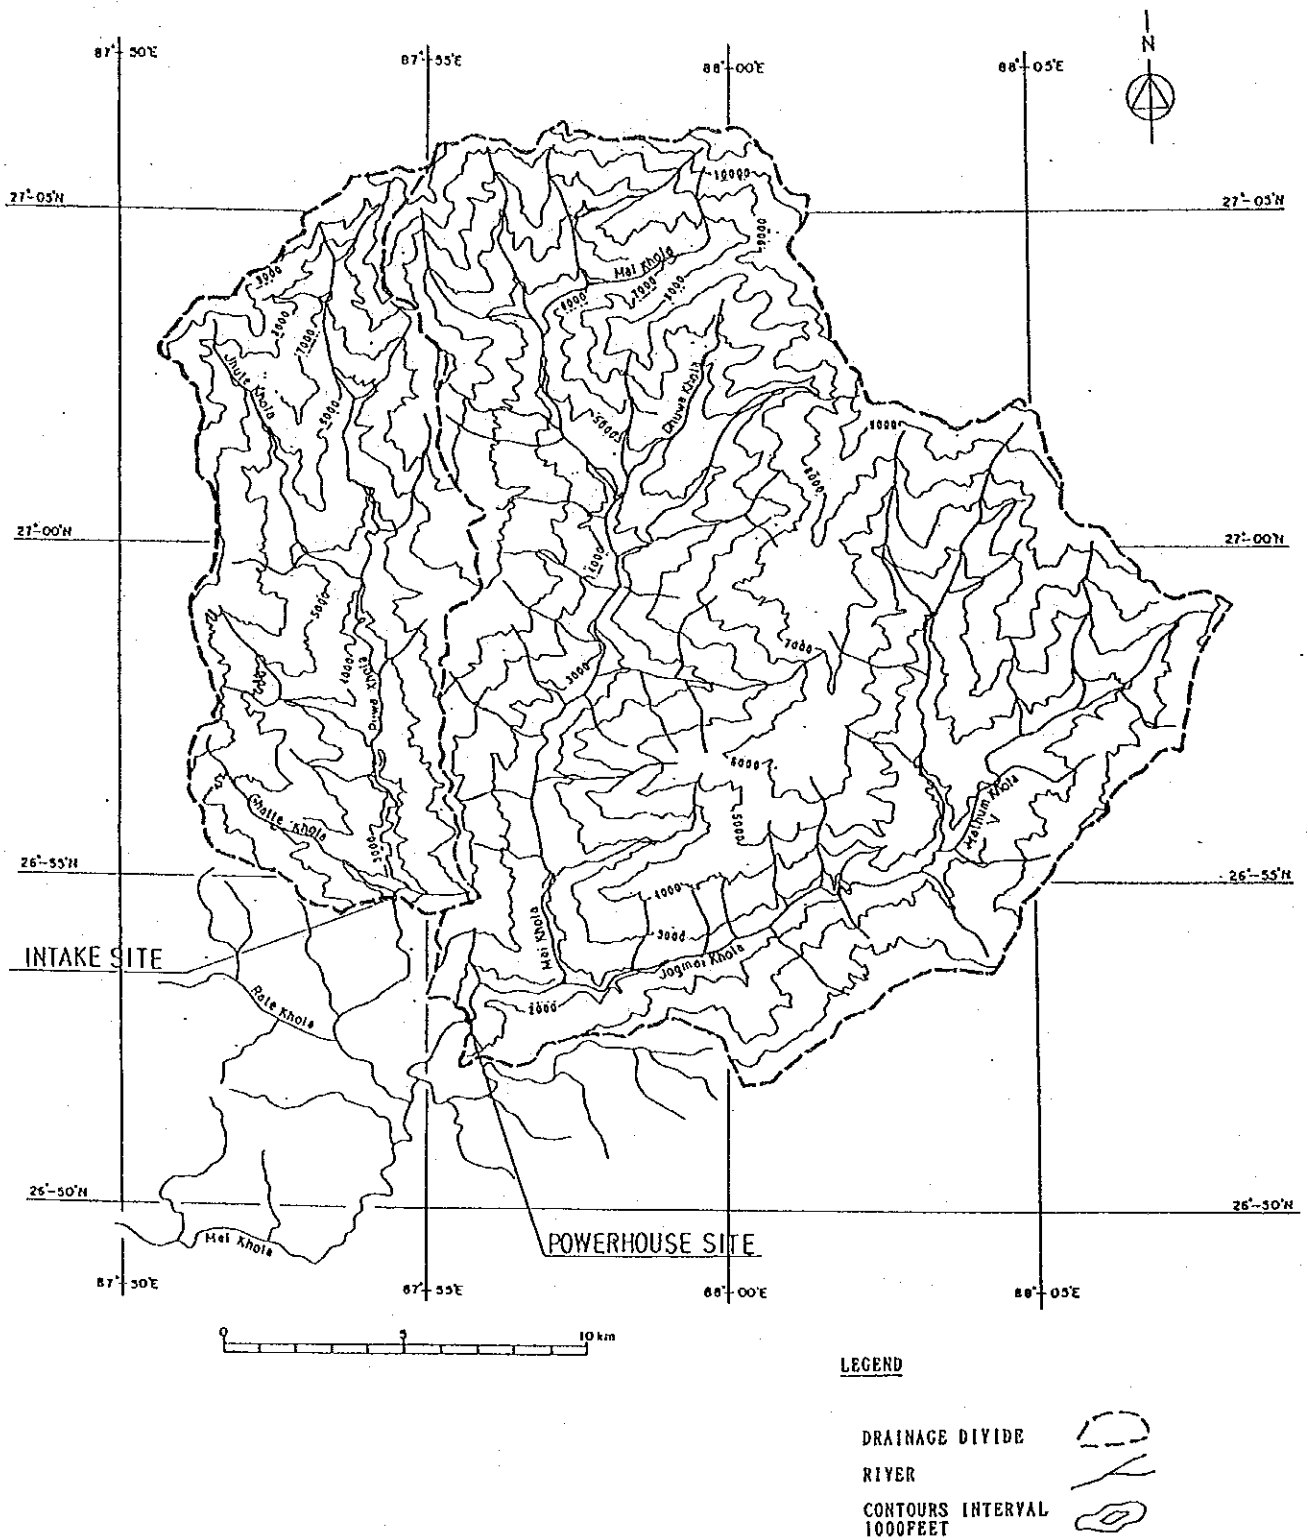 N
87°50'E
87°55'E
88°00'E
88°05'E
27°-05'N
27°-05'N
10000
9000
Mai Khola
9000
8000
7000
6000
7000
8000
Jhule Khola
6000
5000
Dhuwa Khola
9000
8000
27°-00'N
27°-00'N
4000
5000
7000
4000
3000
Puwa Khola
6000
5000
Ghatte Khola
3000
26°-55'N
26°-55'N
4000
3000
Mai Khola
Jogmai Khola
2000
INTAKE SITE
Rate Khola
26°-50'N
26°-50'N
Mai Khola
POWERHOUSE SITE
87°50'E
87°55'E
88°00'E
88°05'E
0 5 10 km
LEGEND
DRAINAGE DIVIDE
RIVER
CONTOURS INTERVAL
1000FEET